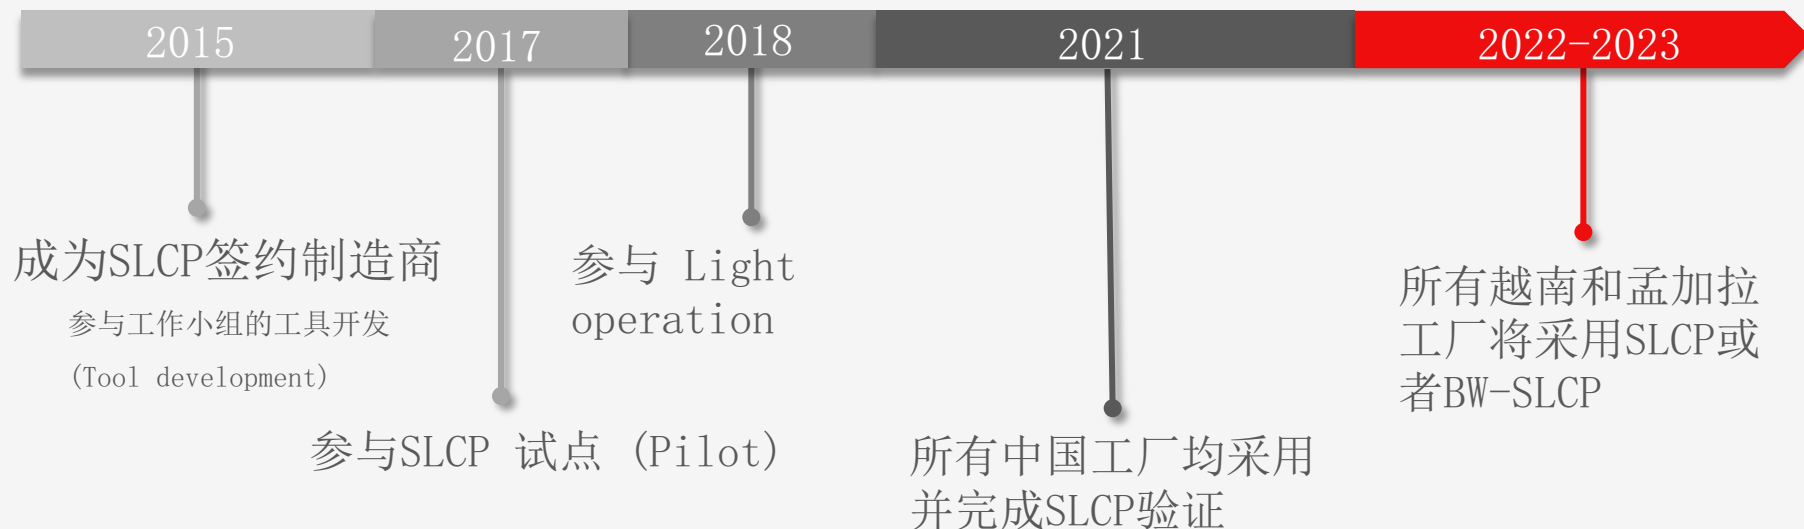 2015
2017
2018
2021
2022-2023
成为SLCP签约制造商
参与工作小组的工具开发
(Tool development)
参与SLCP 试点 (Pilot)
参与 Light
operation
所有中国工厂均采用
并完成SLCP验证
所有越南和孟加拉
工厂将采用SLCP或
者BW-SLCP